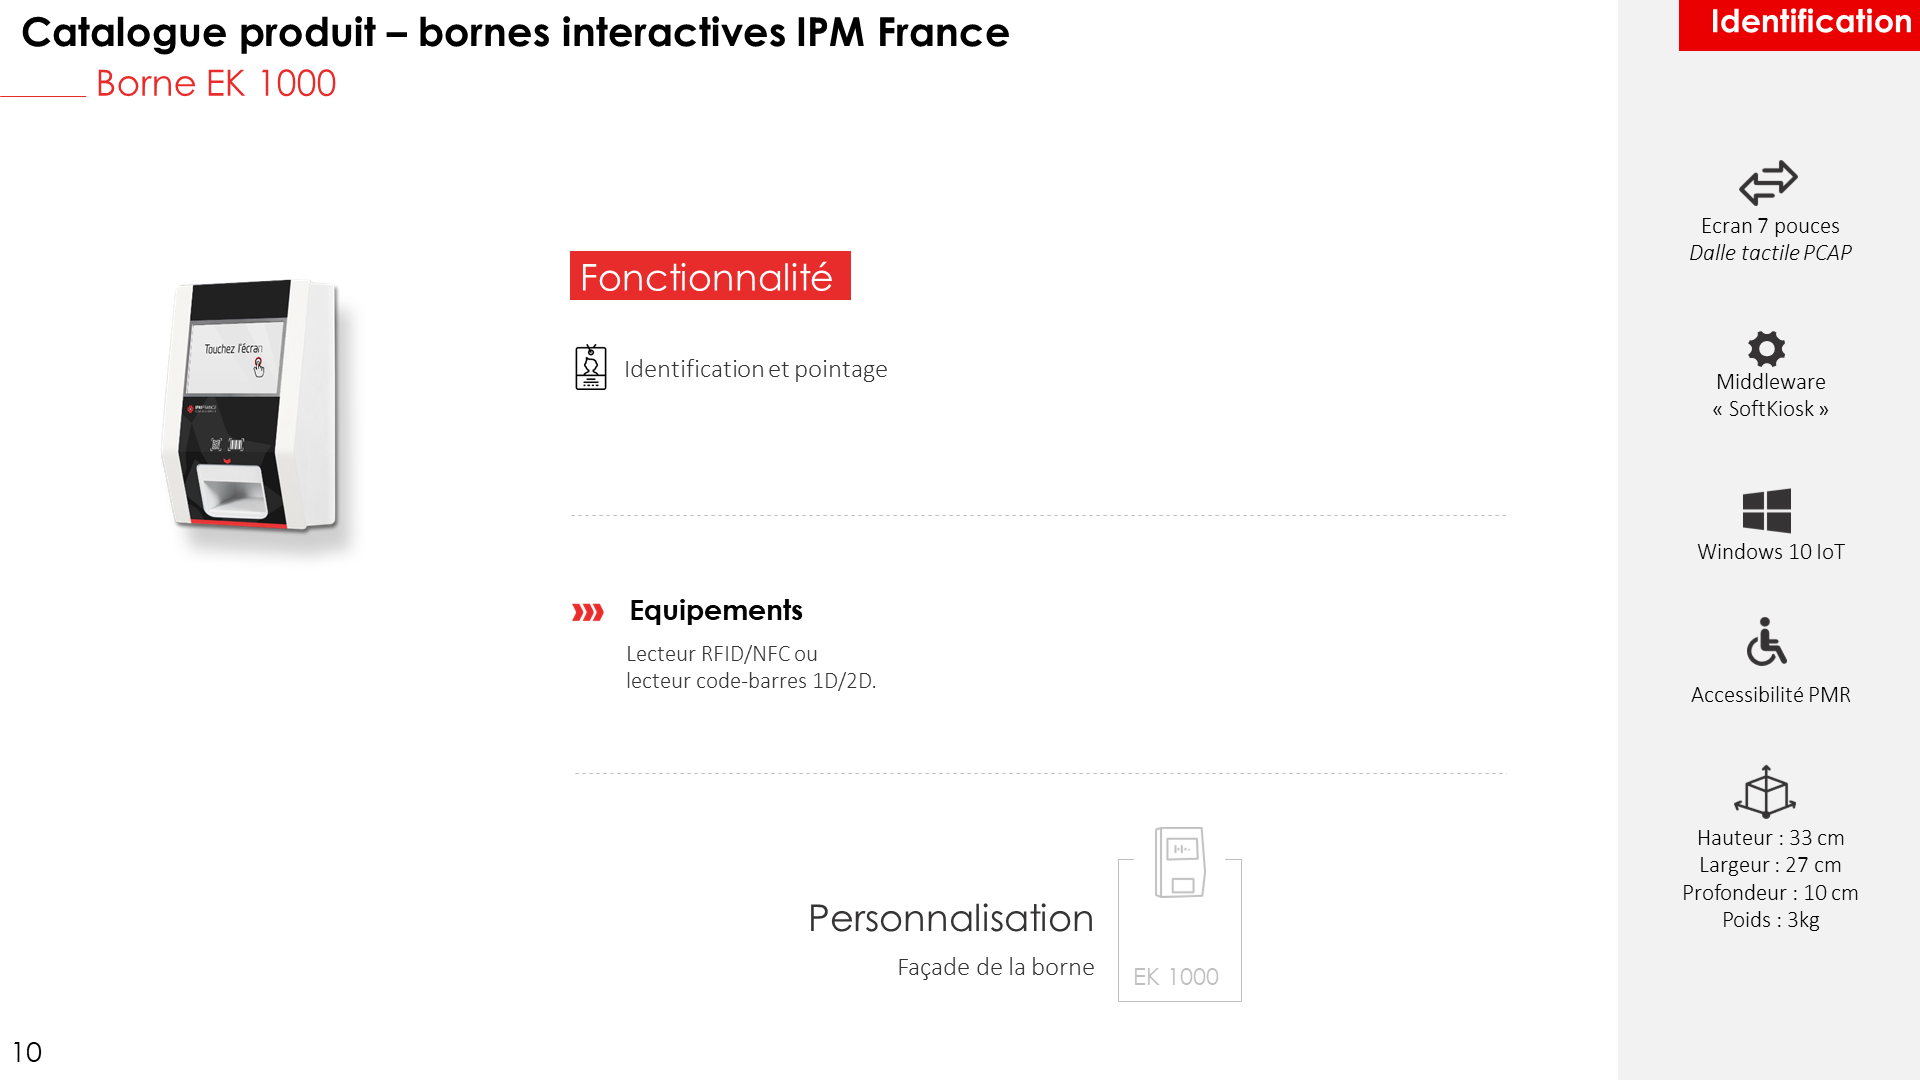 Catalogue produit – bornes interactives IPM France
Borne EK 1000
Identification
Touchez l'écran
Fonctionnalité
Identification et pointage
Equipements
Lecteur RFID/NFC ou
lecteur code-barres 1D/2D.
Personnalisation
Façade de la borne
EK 1000
Ecran 7 pouces
Dalle tactile PCAP
Middleware
« SoftKiosk »
Windows 10 IoT
Accessibilité PMR
Hauteur : 33 cm
Largeur : 27 cm
Profondeur : 10 cm
Poids : 3kg
10